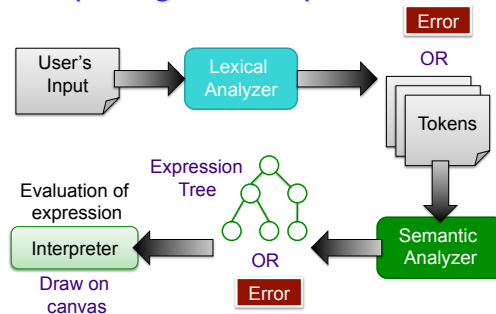 Error
User's
Input
Lexical
Analyzer
OR
Tokens
Expression
Tree
Evaluation of
expression
Interpreter
Draw on
canvas
OR
Error
Semantic
Analyzer